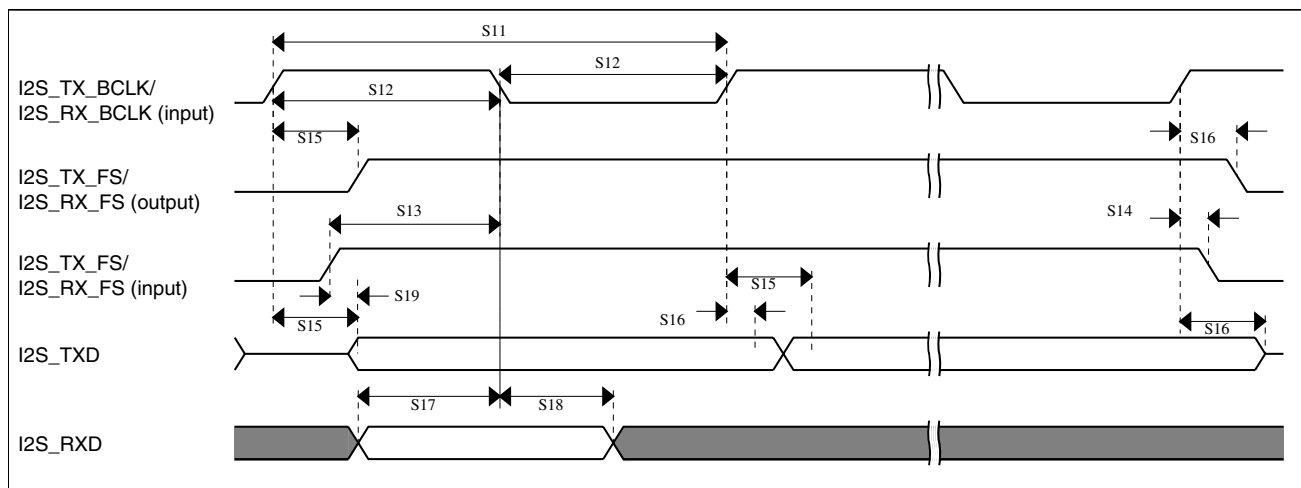 S11
I2S_TX_BCLK/
I2S_RX_BCLK (input)
S12
S12
S15
S16
I2S_TX_FS/
I2S_RX_FS (output)
S13
S14
I2S_TX_FS/
I2S_RX_FS (input)
S15
S19
S15
S16
S16
I2S_TXD
S17
S18
I2S_RXD